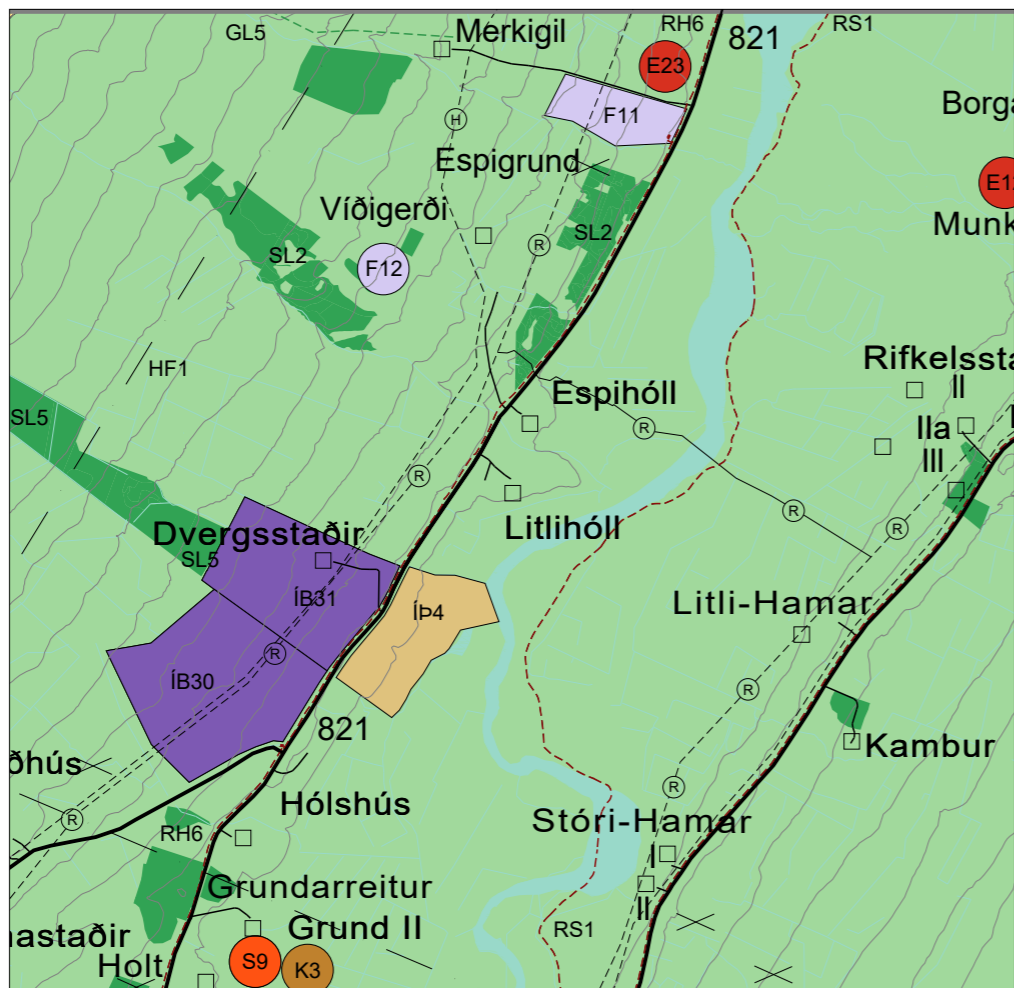 GL5
Merkigil
RH6
821
RS1
E23
F11
H
Borga
Espigrund
Víðigerði
R
SL2
SL2
F12
Munk
HF1
Rifkelssta
II
Espihóll
SL5
R
IIa
III
R
Litlihóll
R
R
Dvergsstaðir
SL5
ÍB31
ÍÞ4
Litli-Hamar
R
ÍB30
R
821
Kambur
ðhús
Hólshús
R
R
RH6
Stóri-Hamar
I
II
Grundarreitur
Grund II
RS1
nastaðir
Holt
S9
K3